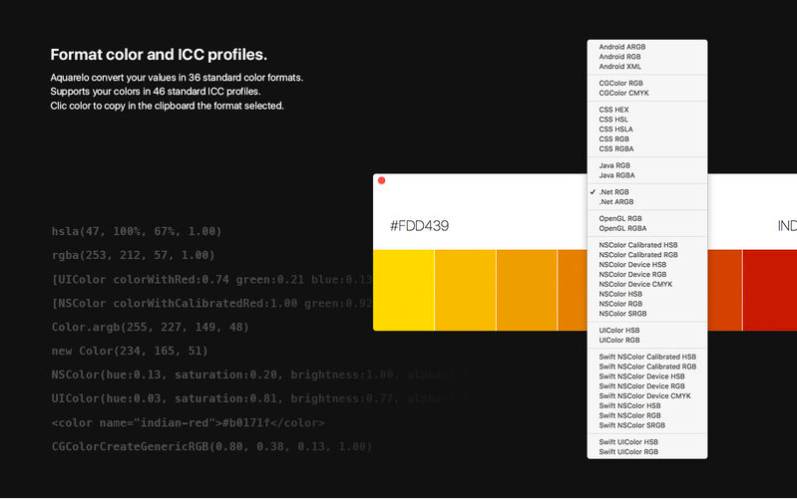 Format color and ICC profiles.
Aquarelo convert your values in 36 standard color formats.
Supports your colors in 46 standard ICC profiles.
Clic color to copy in the clipboard the format selected.
hsla(47, 100%, 67%, 1.00)
rgba(253, 212, 57, 1.00)
[UIColor colorWithRed:0.74 green:0.21 blue:0.13
[NSColor colorWithCalibratedRed:1.00 green:0.92
Color.argb(255, 227, 149, 48)
new Color(234, 165, 51)
NSColor(hue:0.13, saturation:0.20, brightness:1.00,
UIColor(hue:0.03, saturation:0.81, brightness:0.77,
<color name="indian-red">#b0171f</color>
CGColorCreateGenericRGB(0.80, 0.38, 0.13, 1.00)
#FDD439
IND
Android ARGB
Android RGB
Android XML
CGColor RGB
CGColor CMYK
CSS HEX
CSS HSL
CSS HSLA
CSS RGB
CSS RGBA
Java RGB
Java RGBA
✓ .Net RGB
.Net ARGB
OpenGL RGB
OpenGL RGBA
NSColor Calibrated HSB
NSColor Calibrated RGB
NSColor Device HSB
NSColor Device RGB
NSColor Device CMYK
NSColor HSB
NSColor RGB
NSColor SRGB
UIColor HSB
UIColor RGB
Swift NSColor Calibrated HSB
Swift NSColor Calibrated RGB
Swift NSColor Device HSB
Swift NSColor Device RGB
Swift NSColor Device CMYK
Swift NSColor HSB
Swift NSColor RGB
Swift NSColor SRGB
Swift UIColor HSB
Swift UIColor RGB